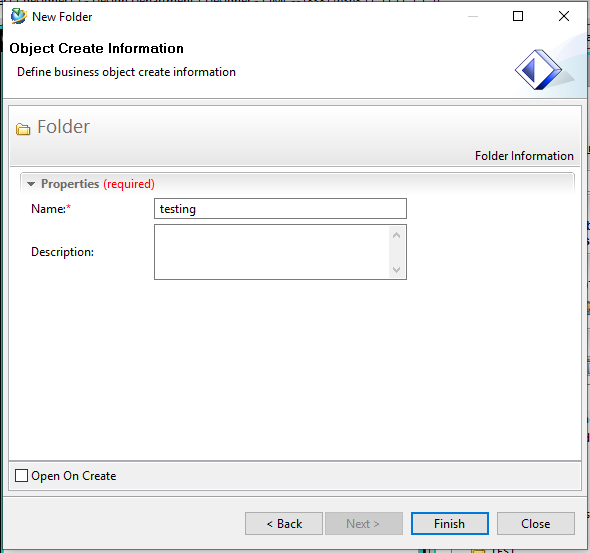 New Folder
Object Create Information
Define business object create information
Folder
Folder Information
Properties (required)
Name:*
testing
Description:
Open On Create
< Back
Next >
Finish
Close
TEST